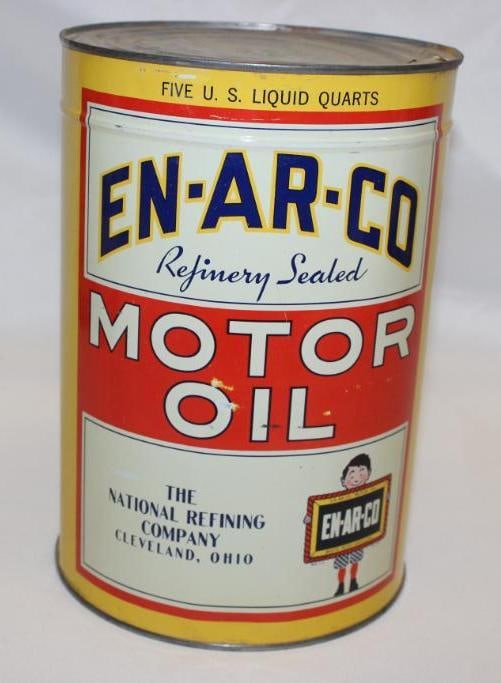 FIVE U. S. LIQUID QUARTS
EN-AR-CO
Refinery Sealed
MOTOR
OIL
THE
NATIONAL REFINING
COMPANY
CLEVELAND, OHIO
EN-AR-CO